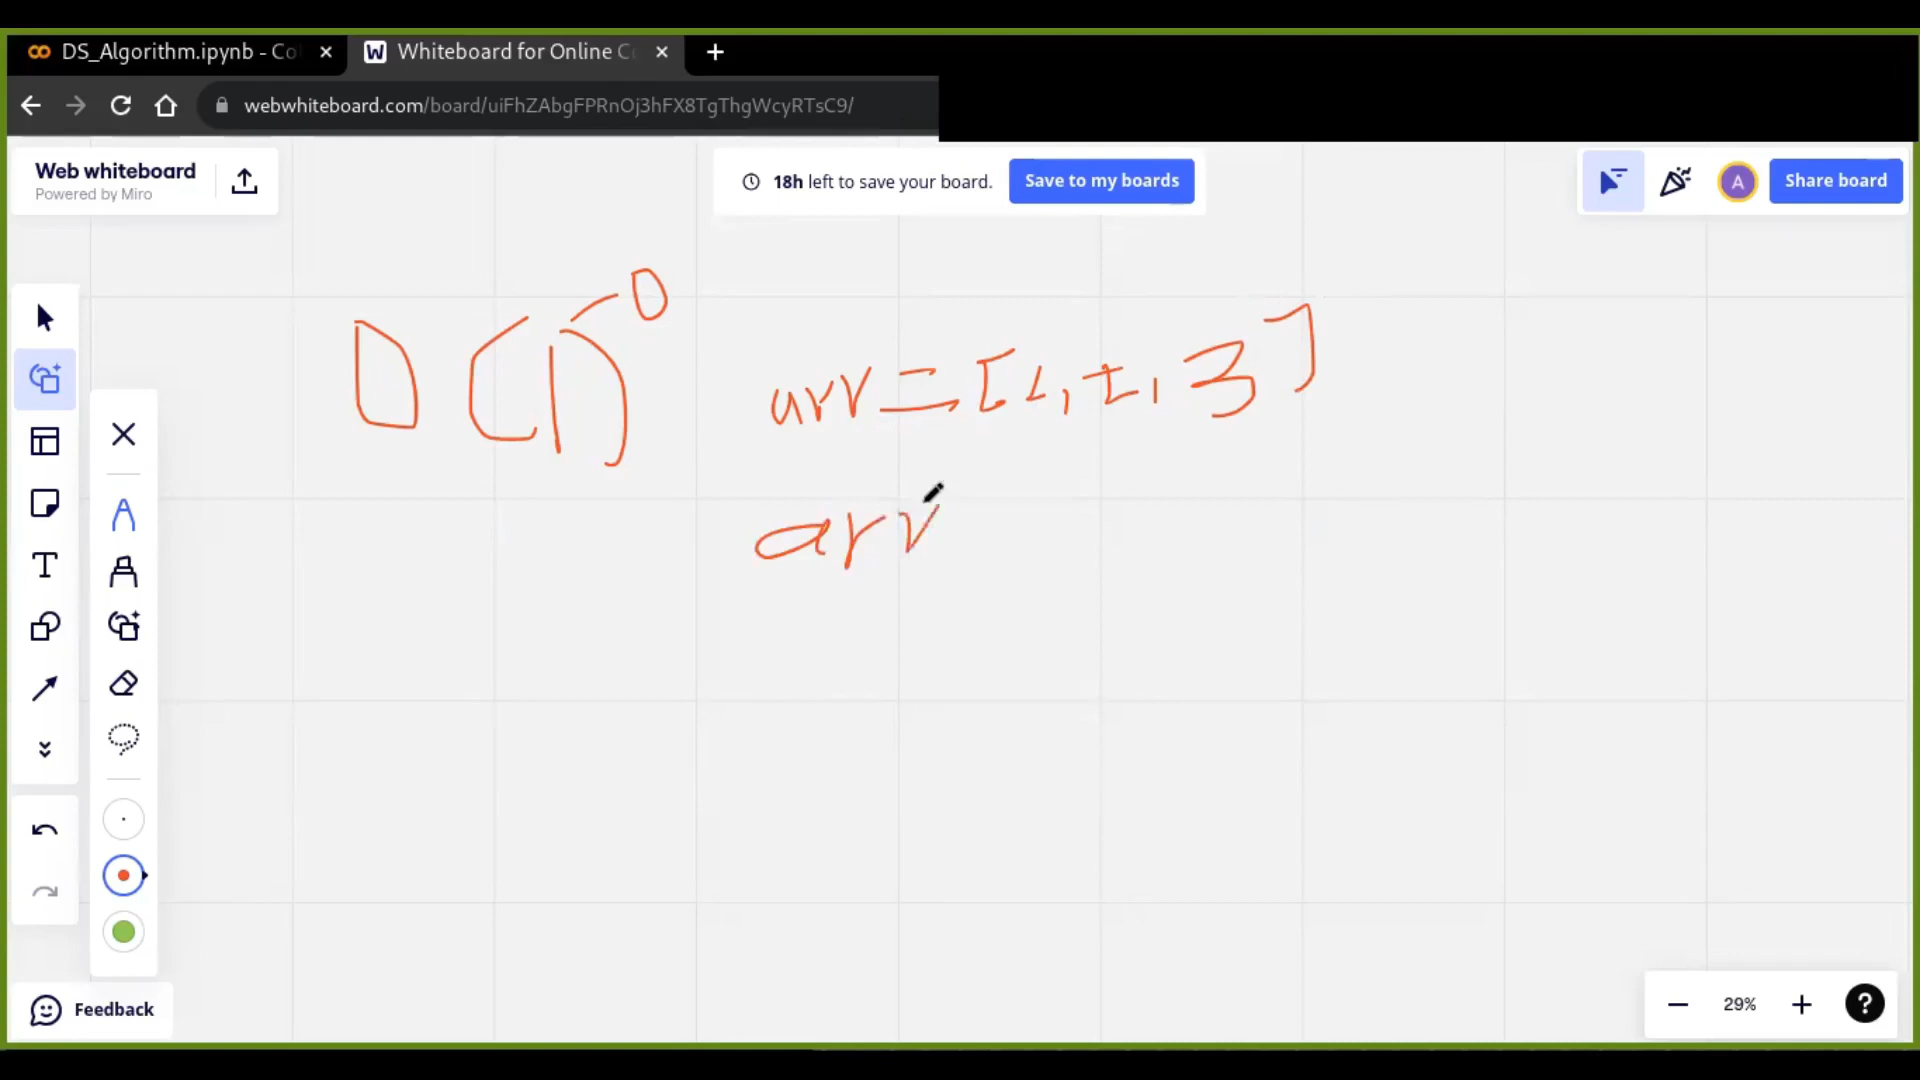 DS_Algorithm.ipynb - Co
Whiteboard for Online C
webwhiteboard.com/board/uiFhZAbgFPRnOj3hFX8TgThgWcyRTsC9/
Web whiteboard
Powered by Miro
18h left to save your board.
Save to my boards
A
Share board
O(1) 0
arr=[1,2,3]
arr
Feedback
29%
?